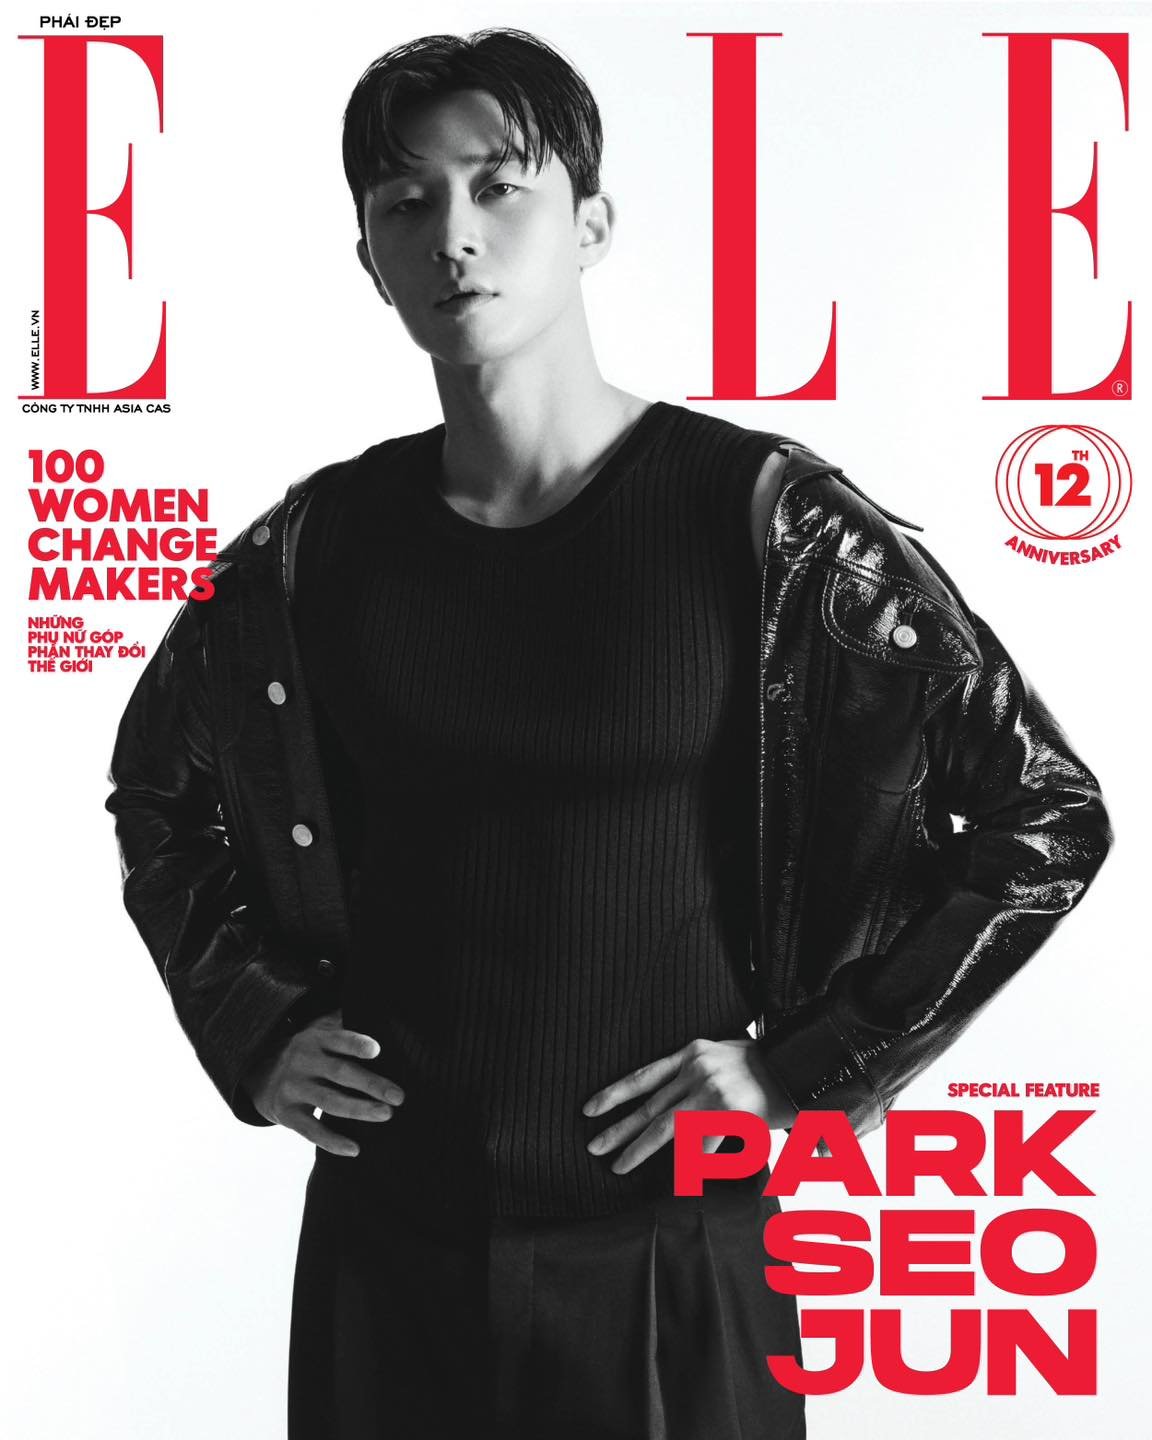 PHÁI ĐẸP
ELLE
®
WWW.ELLE.VN
CÔNG TY TNHH ASIA CAS
100
WOMEN
CHANGE
MAKERS
NHỮNG
PHỤ NỮ GÓP
PHẦN THAY ĐỔI
THẾ GIỚI
12TH
ANNIVERSARY
SPECIAL FEATURE
PARK
SEO
JUN